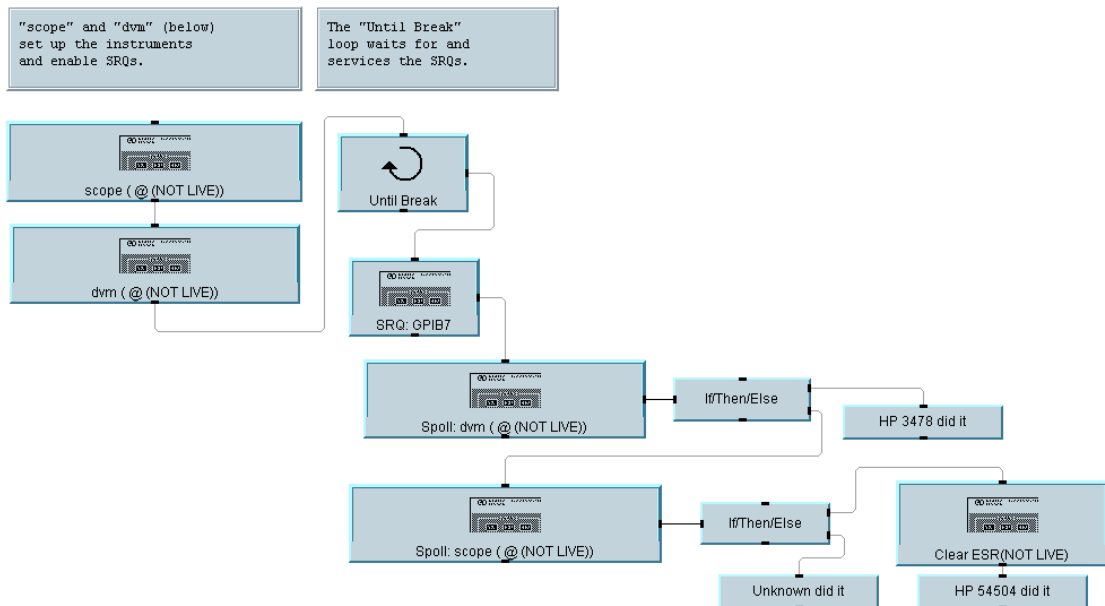 "scope" and "dvm" (below)
set up the instruments
and enable SRQs.
The "Until Break"
loop waits for and
services the SRQs.
scope ( @ (NOT LIVE))
Until Break
dvm ( @ (NOT LIVE))
SRQ: GPIB7
Spoll: dvm ( @ (NOT LIVE))
If/Then/Else
HP 3478 did it
Spoll: scope ( @ (NOT LIVE))
If/Then/Else
Clear ESR(NOT LIVE)
Unknown did it
HP 54504 did it